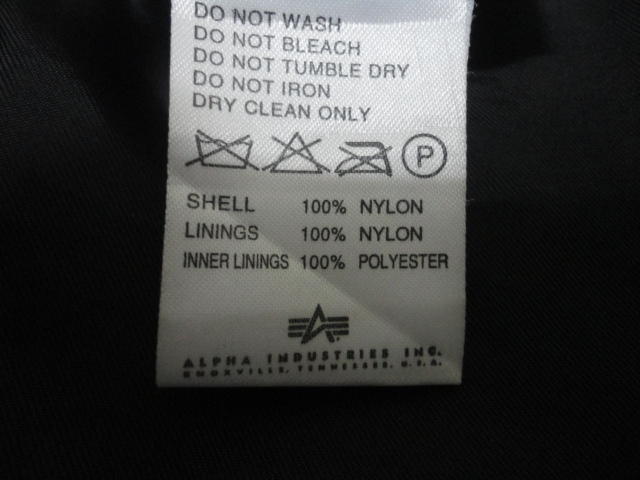 DO NOT WASH
DO NOT BLEACH
DO NOT TUMBLE DRY
DO NOT IRON
DRY CLEAN ONLY
P
SHELL 100% NYLON
LININGS 100% NYLON
INNER LININGS 100% POLYESTER
ALPHA INDUSTRIES INC.
KNOXVILLE, TENNESSEE, U.S.A.